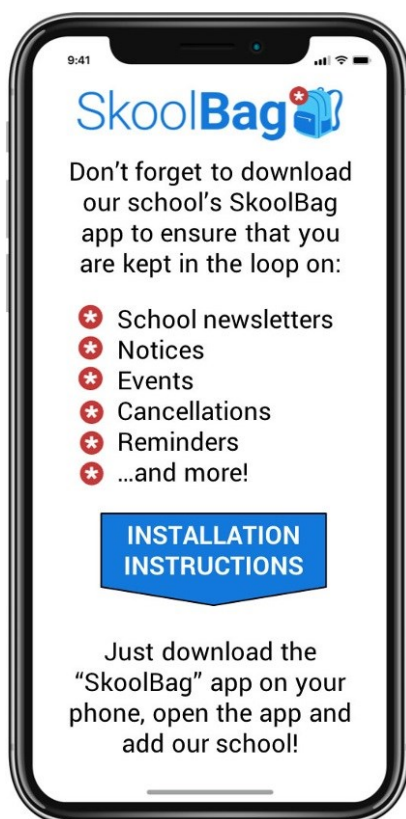 9:41
SkoolBag
Don’t forget to download
our school’s SkoolBag
app to ensure that you
are kept in the loop on:
School newsletters
Notices
Events
Cancellations
Reminders
...and more!
INSTALLATION
INSTRUCTIONS
Just download the
“SkoolBag” app on your
phone, open the app and
add our school!